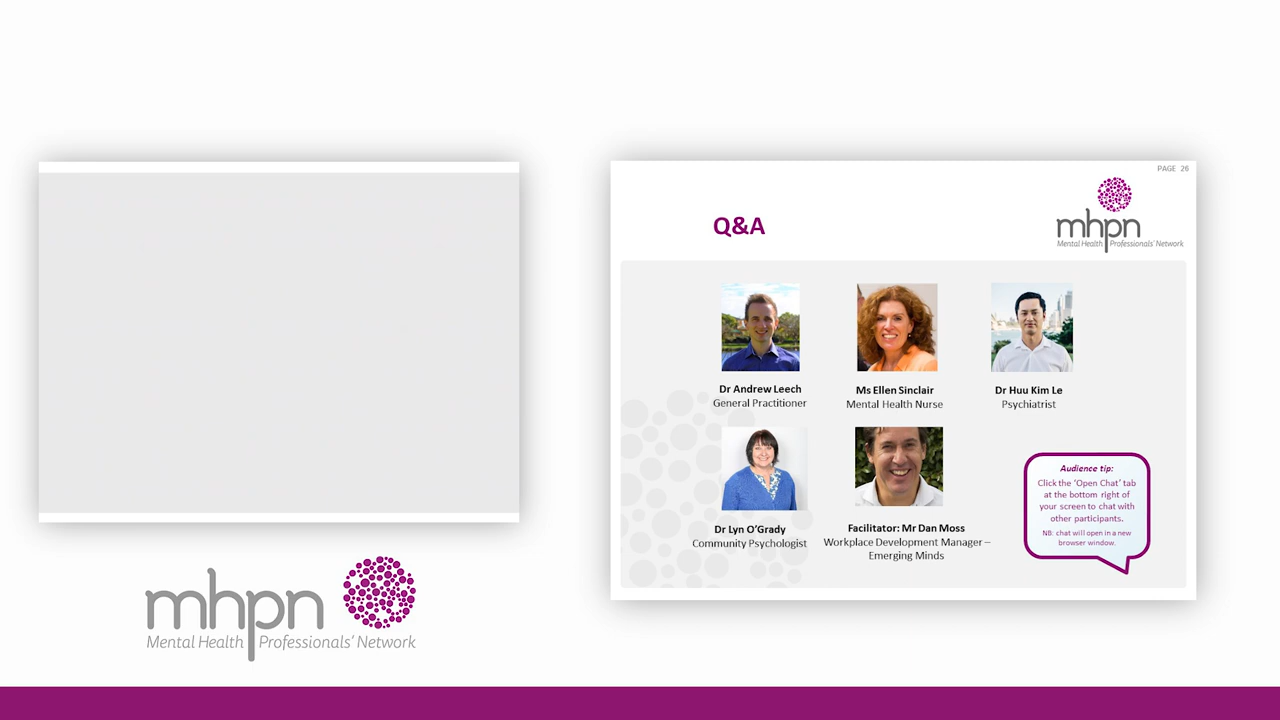 mhpn
Mental Health Professionals' Network
PAGE 26
mhpn
Mental Health Professionals' Network
Q&A
Dr Andrew Leech
General Practitioner
Ms Ellen Sinclair
Mental Health Nurse
Dr Huu Kim Le
Psychiatrist
Dr Lyn O'Grady
Community Psychologist
Facilitator: Mr Dan Moss
Workplace Development Manager –
Emerging Minds
Audience tip:
Click the 'Open Chat' tab
at the bottom right of
your screen to chat with
other participants.
NB: chat will open in a new
browser window.